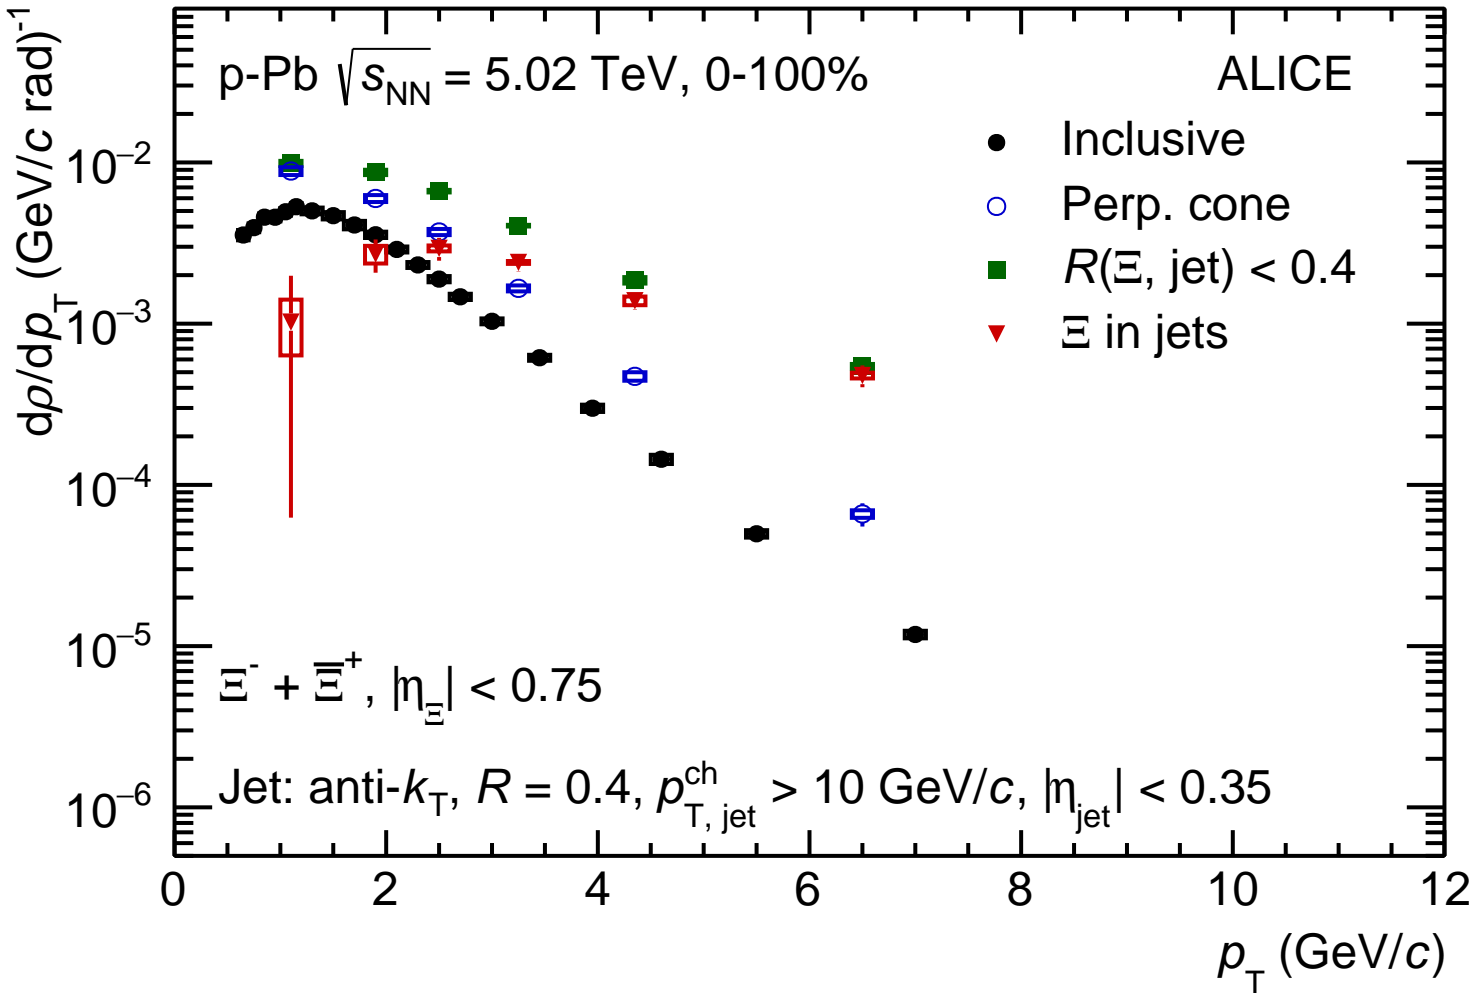 dρ/dp_T (GeV/c rad)⁻¹
p-Pb √s_NN = 5.02 TeV, 0-100%
ALICE
Inclusive
Perp. cone
R(Ξ, jet) < 0.4
Ξ in jets
10⁻²
10⁻³
10⁻⁴
10⁻⁵
10⁻⁶
Ξ⁻ + Ξ̅⁺, |η_Ξ| < 0.75
Jet: anti-k_T, R = 0.4, p_T, jet^ch > 10 GeV/c, |η_jet| < 0.35
0 2 4 6 8 10 12
p_T (GeV/c)